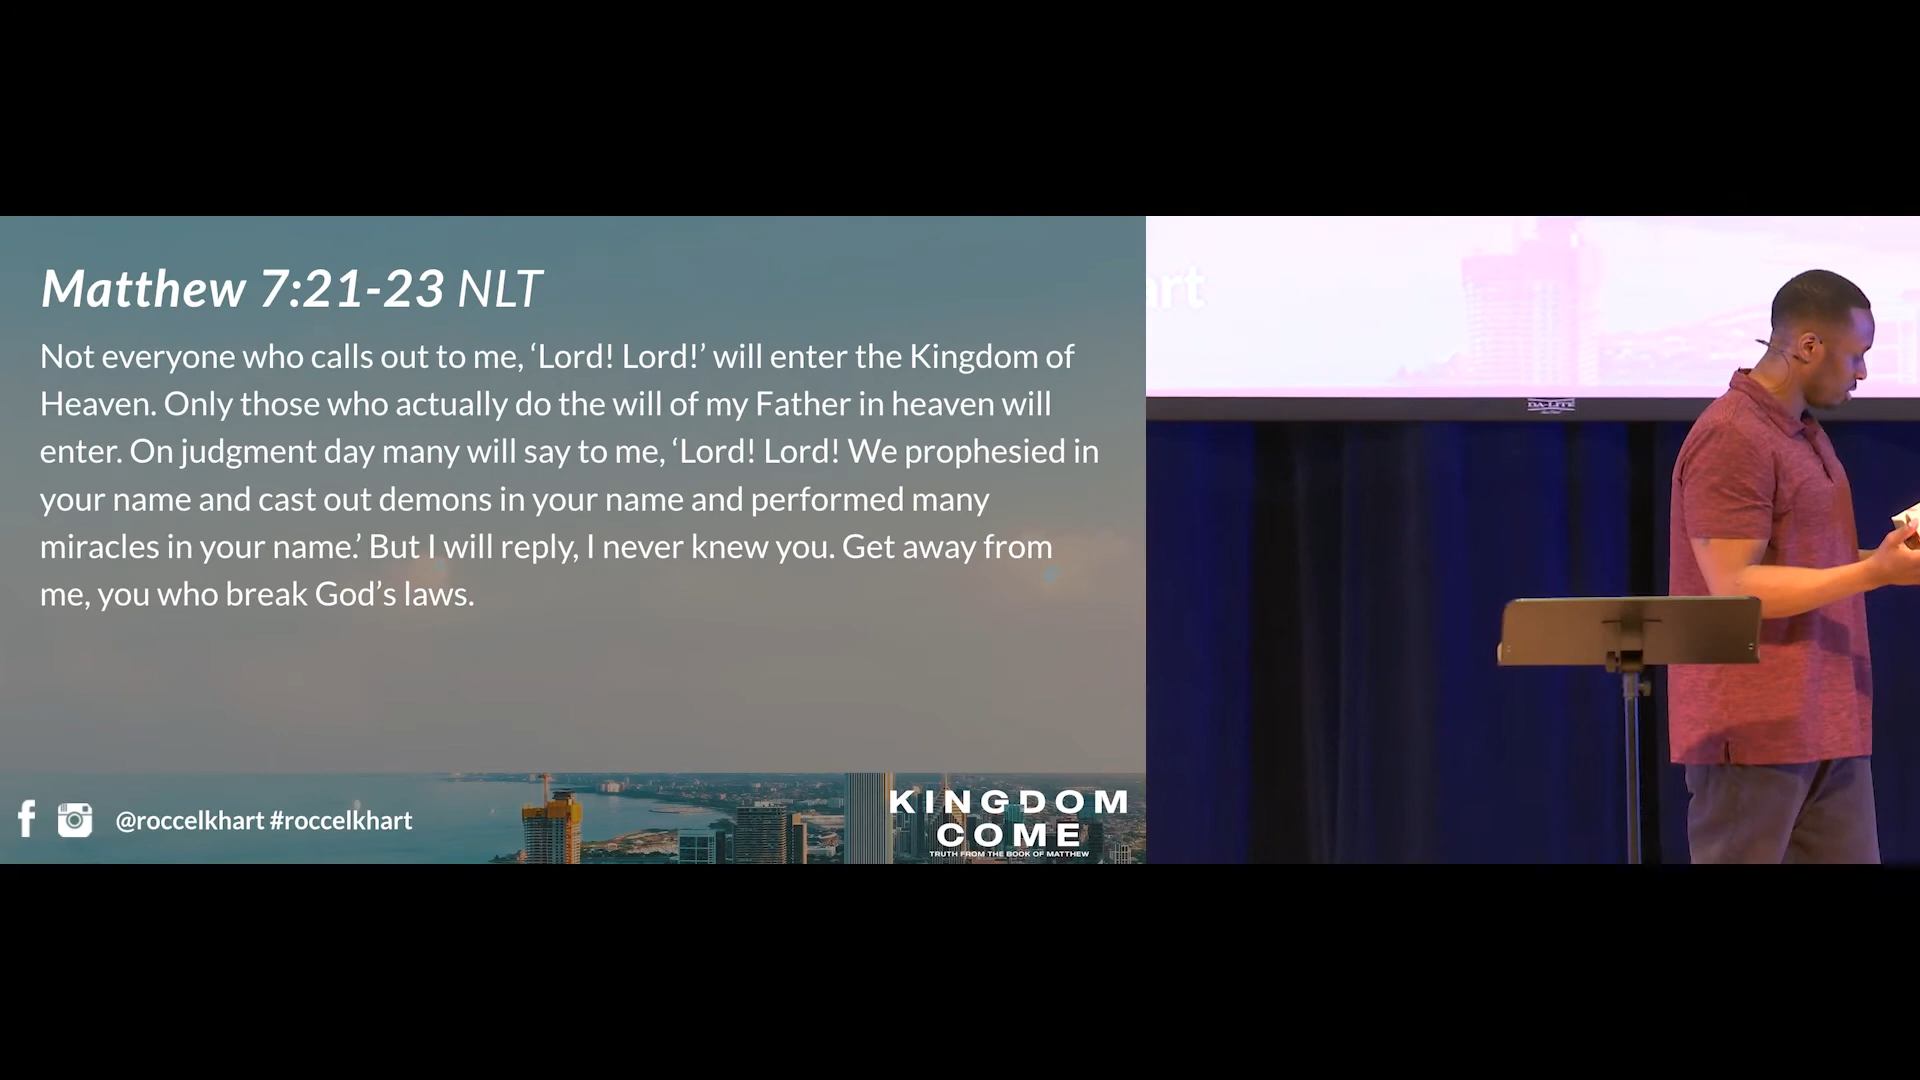 Matthew 7:21-23 NLT
Not everyone who calls out to me, ‘Lord! Lord!’ will enter the Kingdom of
Heaven. Only those who actually do the will of my Father in heaven will
enter. On judgment day many will say to me, ‘Lord! Lord! We prophesied in
your name and cast out demons in your name and performed many
miracles in your name.’ But I will reply, I never knew you. Get away from
me, you who break God’s laws.
@roccelkhart #roccelkhart
KINGDOM
COME
TRUTH FROM THE BOOK OF MATTHEW
art
DA-LITE